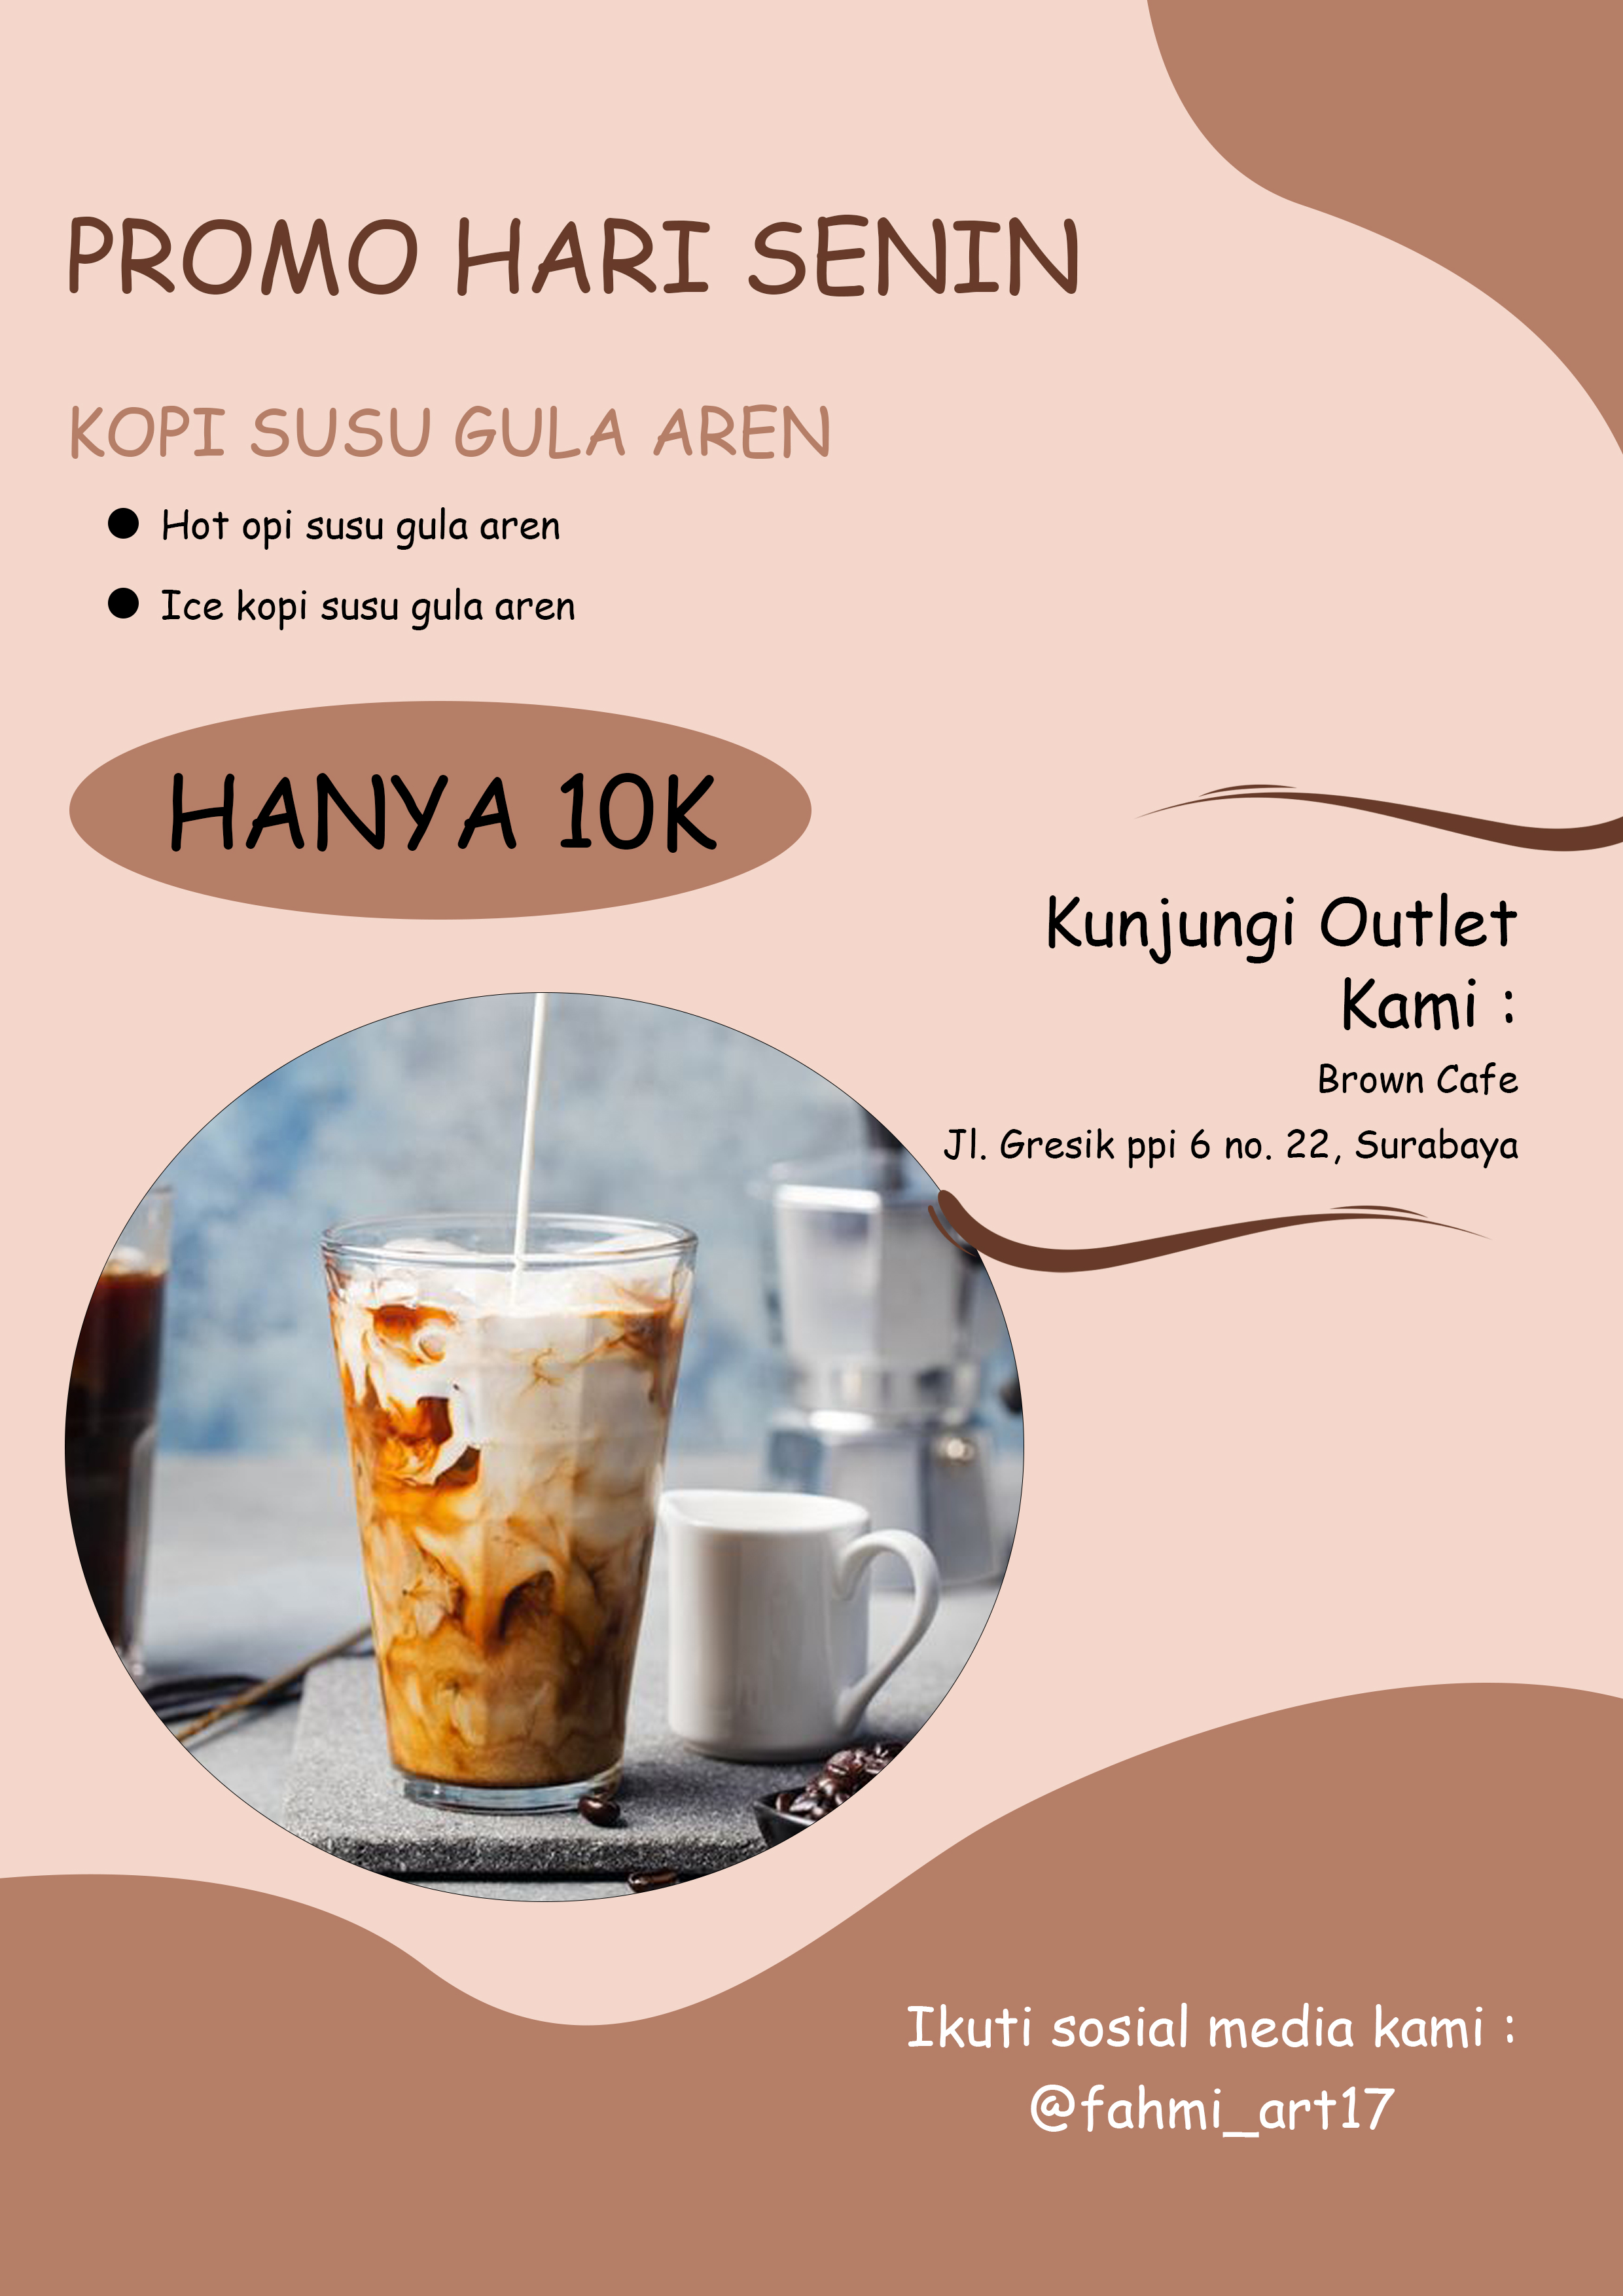 PROMO HARI SENIN
KOPI SUSU GULA AREN
● Hot opi susu gula aren
● Ice kopi susu gula aren
HANYA 10K
Kunjungi Outlet
Kami :
Brown Cafe
Jl. Gresik ppi 6 no. 22, Surabaya
Ikuti sosial media kami :
@fahmi_art17